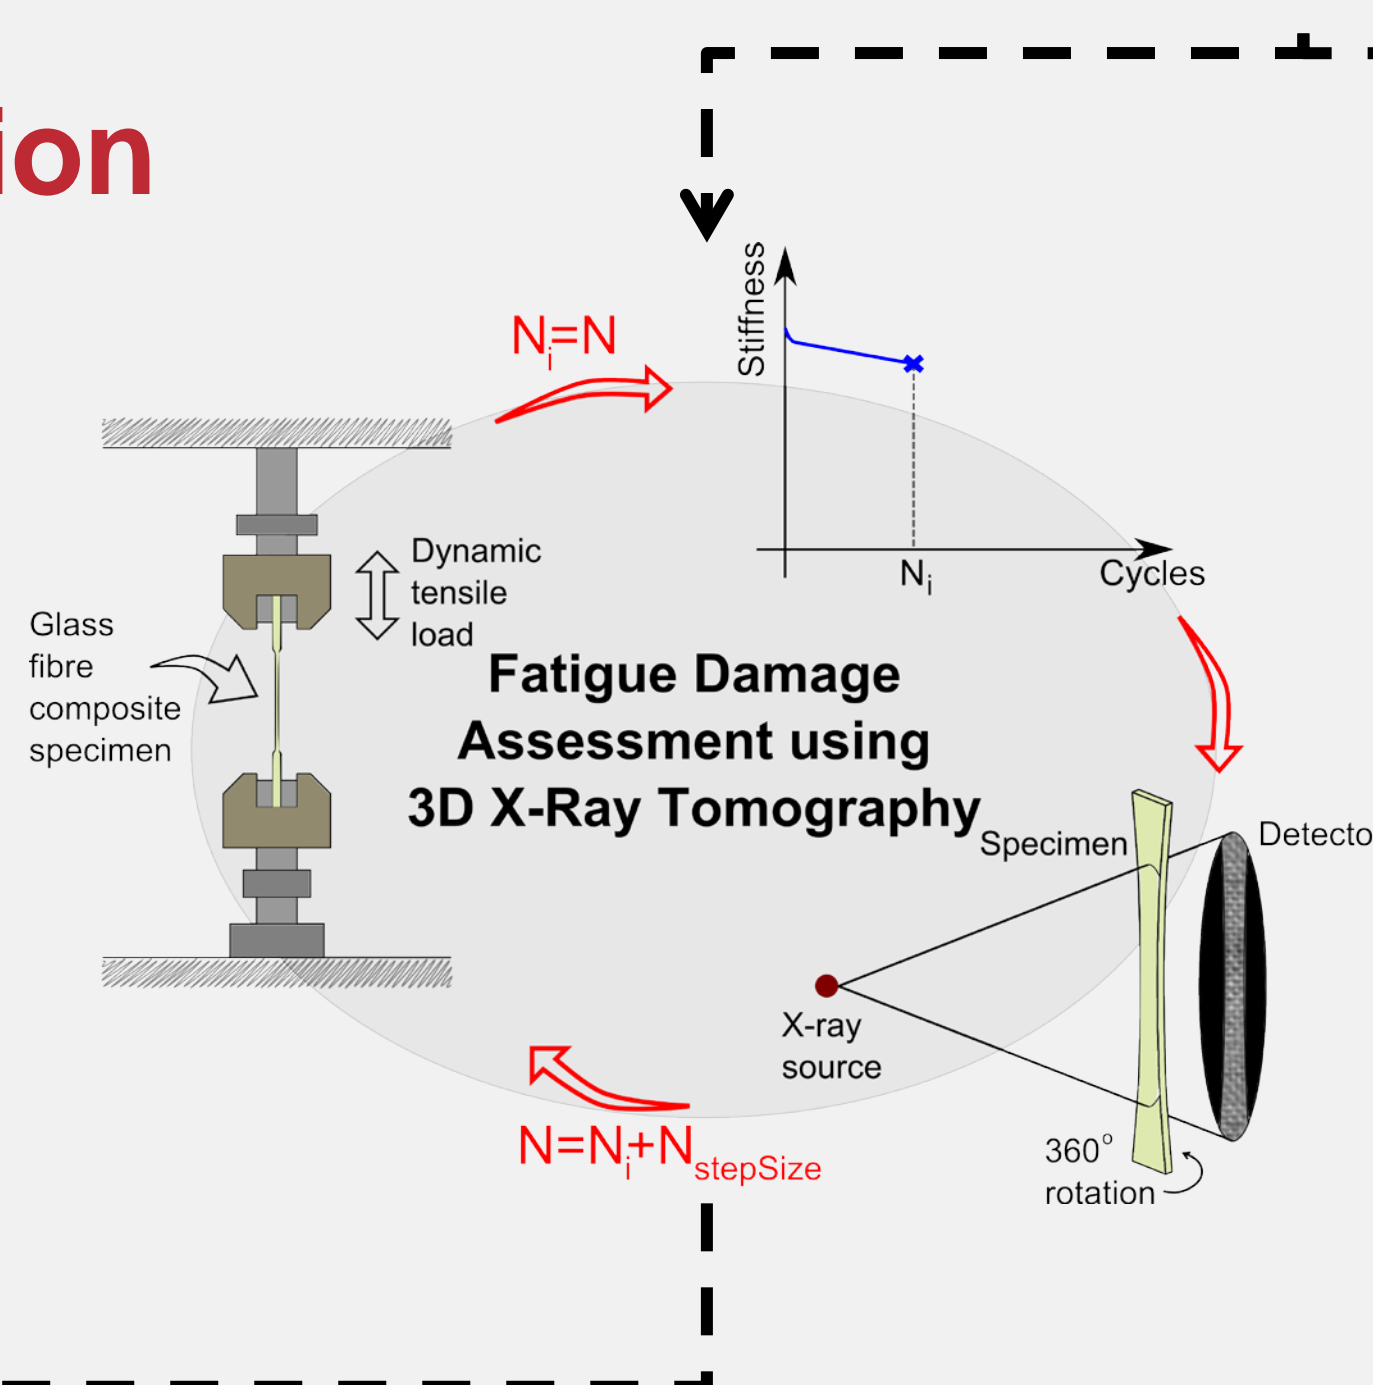 ion
Stiffness
Ni=N
Ni
Cycles
Dynamic
tensile
load
Glass
fibre
composite
specimen
Fatigue Damage
Assessment using
3D X-Ray Tomography
Specimen
Detecto
X-ray
source
N=Ni+NstepSize
360°
rotation